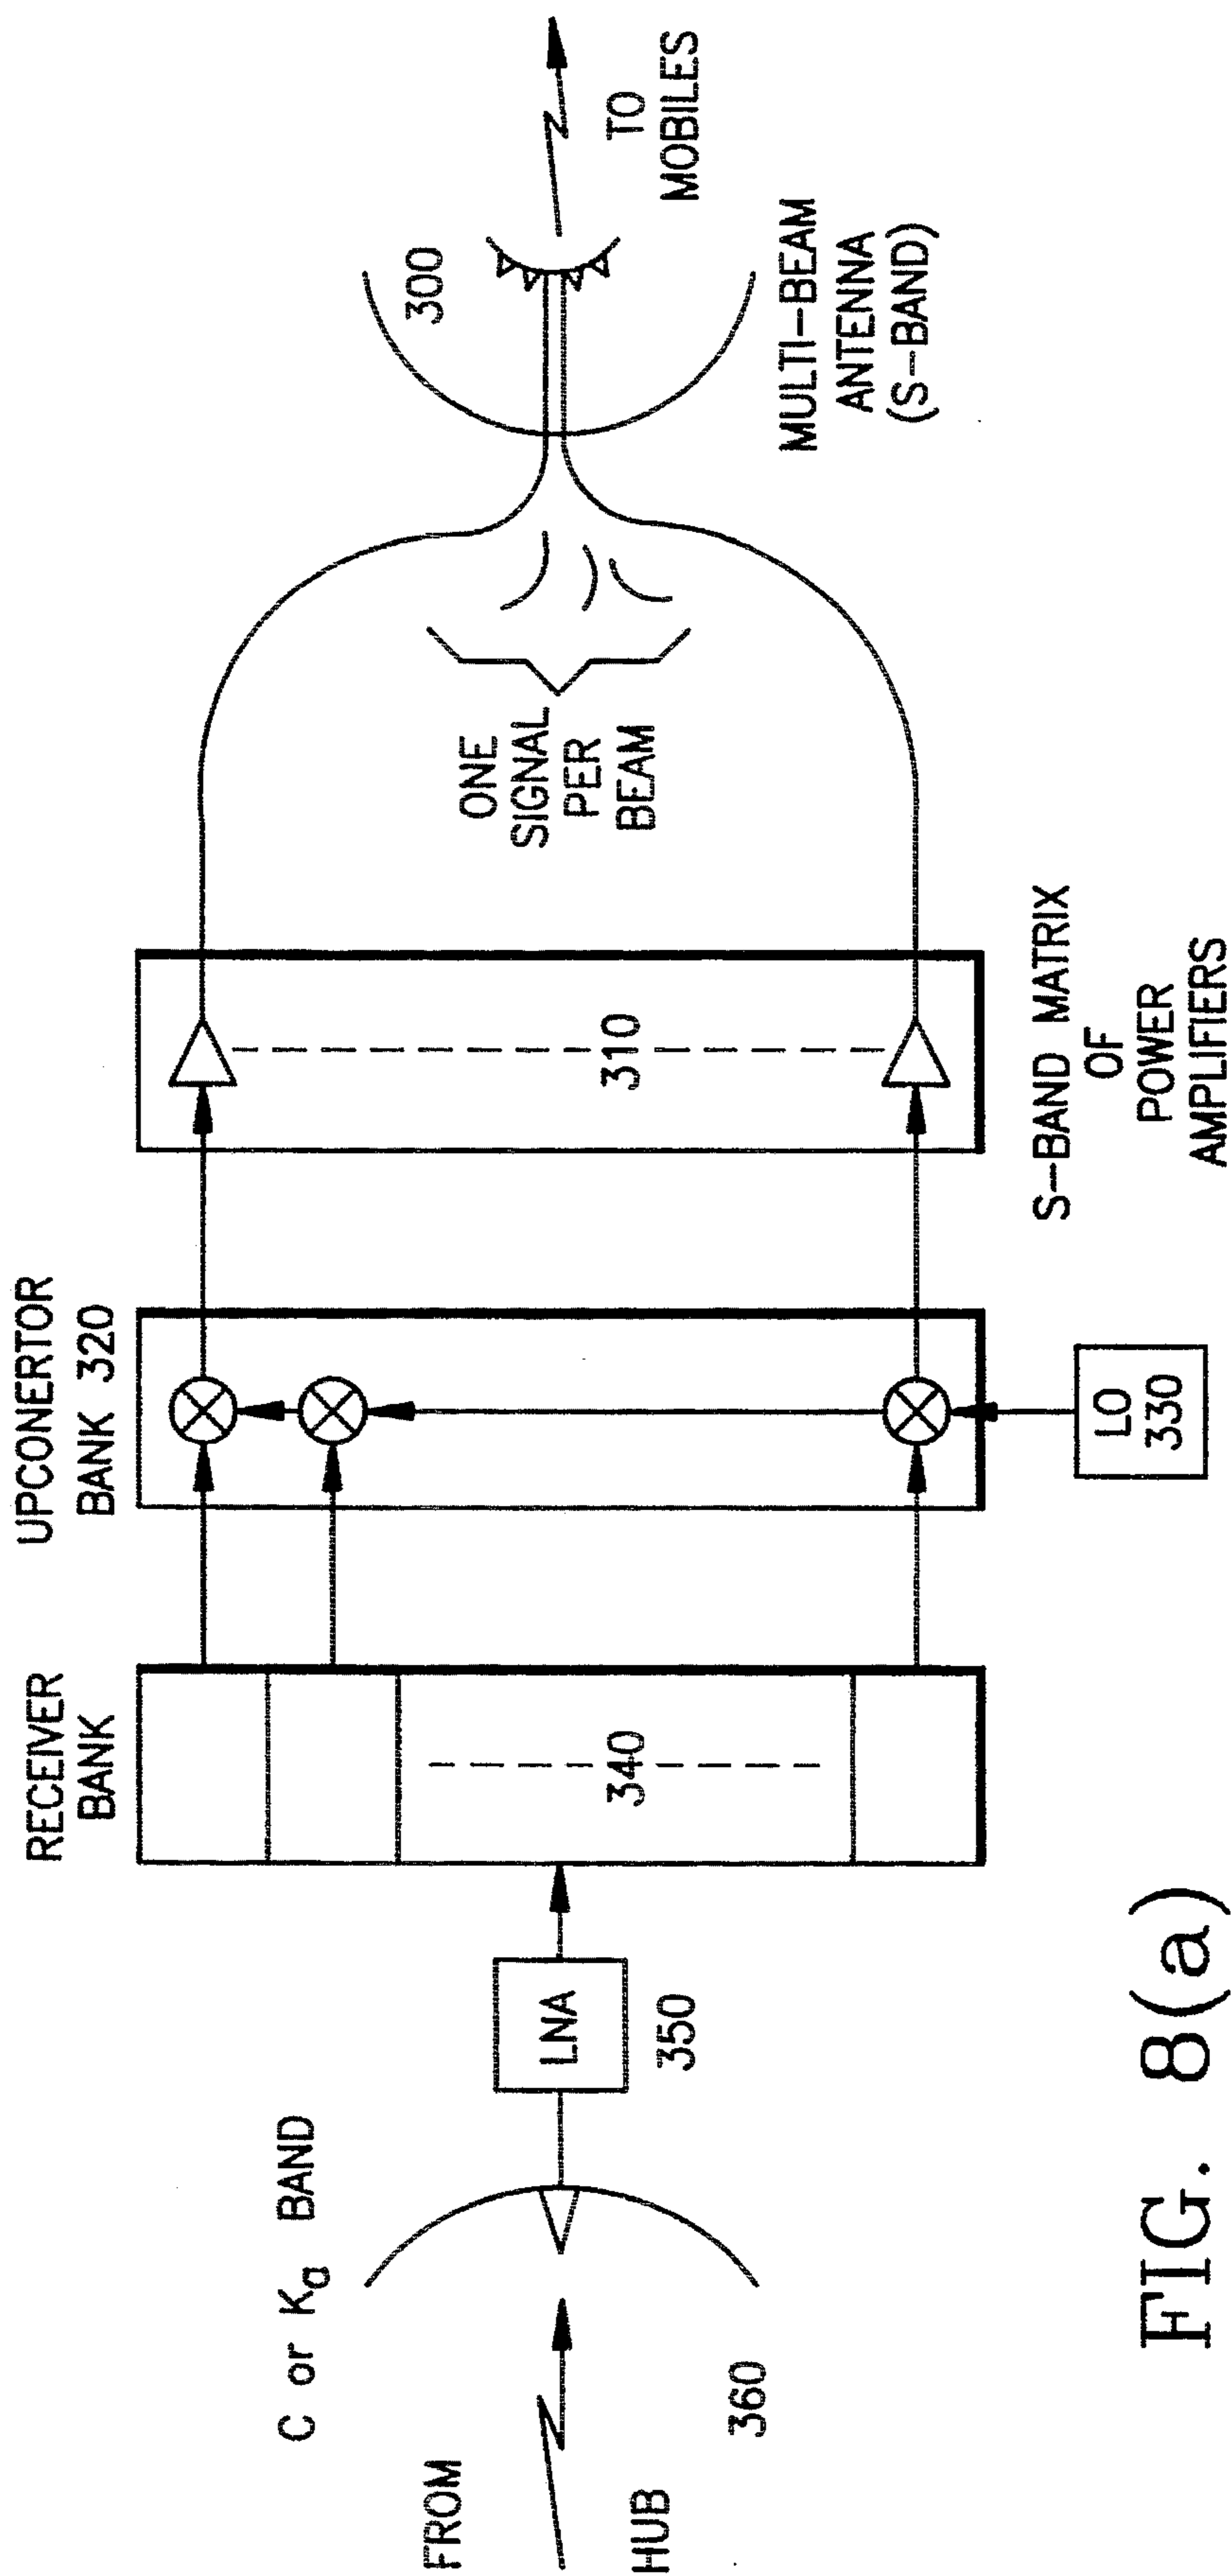 FROM
HUB
C or Ka BAND
360
LNA
350
RECEIVER
BANK
340
UPCONERTOR
BANK 320
LO
330
310
S-BAND MATRIX
OF
POWER
AMPLIFIERS
ONE
SIGNAL
PER
BEAM
300
MULTI-BEAM
ANTENNA
(S-BAND)
TO
MOBILES
FIG. 8(a)